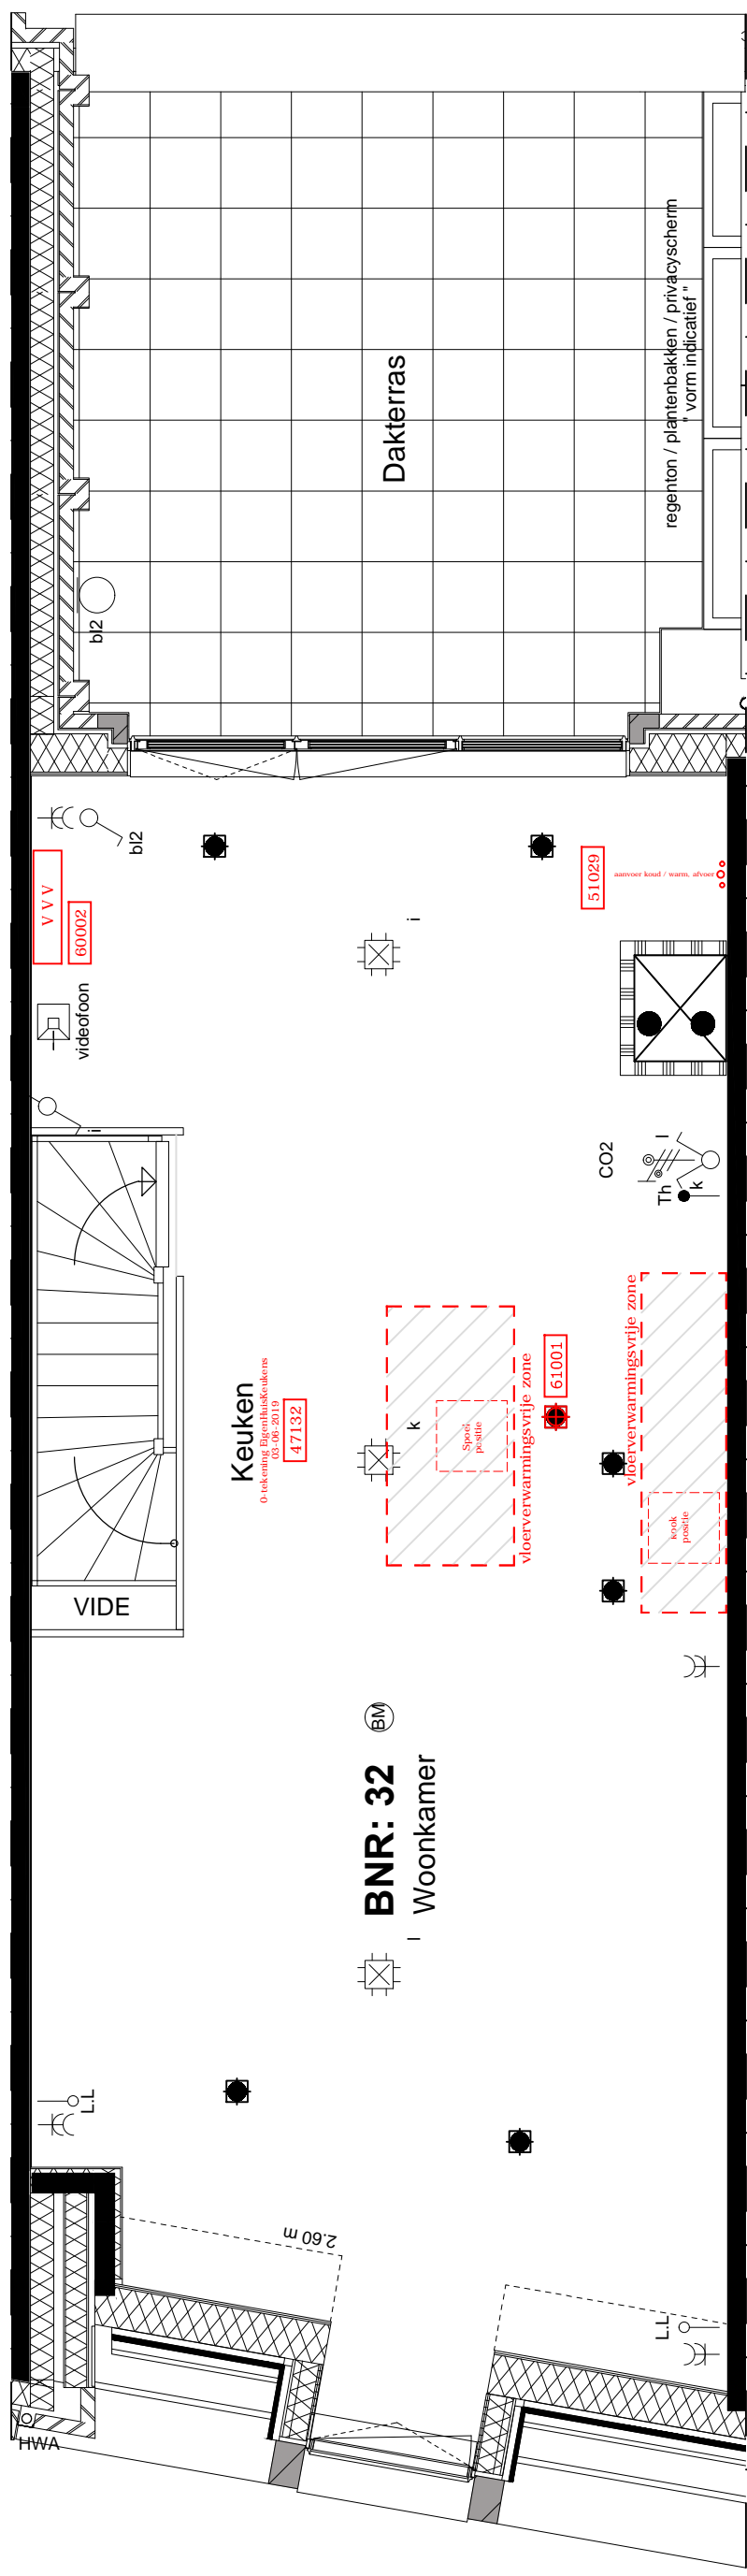 Dakterras
regenton / plantenbakken / privacyscherm
" vorm indicatief "
bl2
bl2
V V V
60002
51029
aanvoer koud / warm, afvoer
i
videofoon
i
CO2
l
Th
k
Keuken
0-tekening EigenHuisKeukens
03-06-2019
47132
k
Spoel
positie
vloerverwarmingsvrije zone
61001
vloerverwarmingsvrije zone
kook
positie
VIDE
BM
BNR: 32
Woonkamer
l
L.L
2.60 m
L.L
HWA